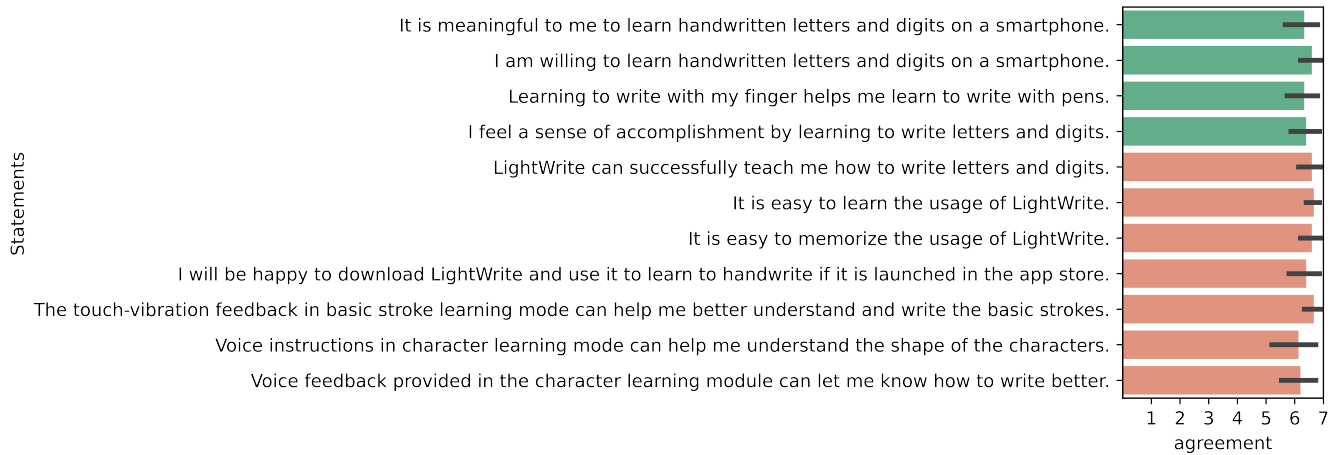 It is meaningful to me to learn handwritten letters and digits on a smartphone.
I am willing to learn handwritten letters and digits on a smartphone.
Learning to write with my finger helps me learn to write with pens.
I feel a sense of accomplishment by learning to write letters and digits.
LightWrite can successfully teach me how to write letters and digits.
It is easy to learn the usage of LightWrite.
It is easy to memorize the usage of LightWrite.
I will be happy to download LightWrite and use it to learn to handwrite if it is launched in the app store.
The touch-vibration feedback in basic stroke learning mode can help me better understand and write the basic strokes.
Voice instructions in character learning mode can help me understand the shape of the characters.
Voice feedback provided in the character learning module can let me know how to write better.
Statements
1 2 3 4 5 6 7
agreement